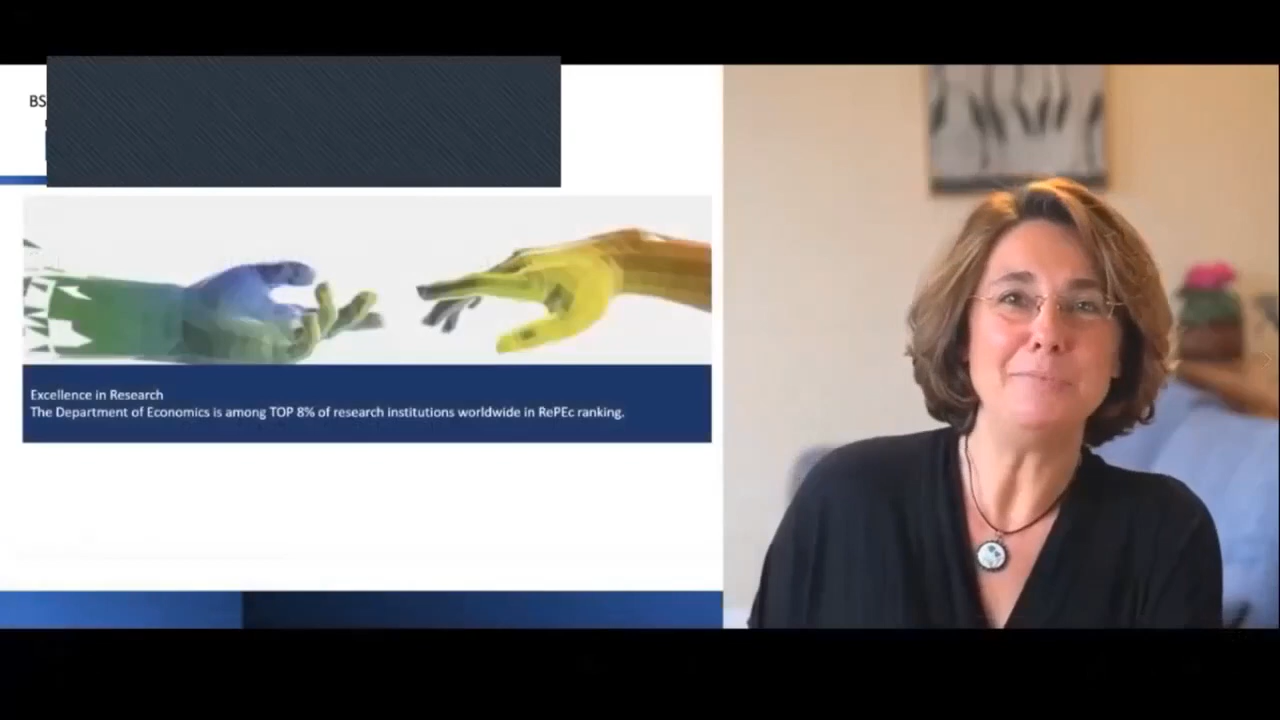 BS
Excellence in Research
The Department of Economics is among TOP 8% of research institutions worldwide in RePEc ranking.